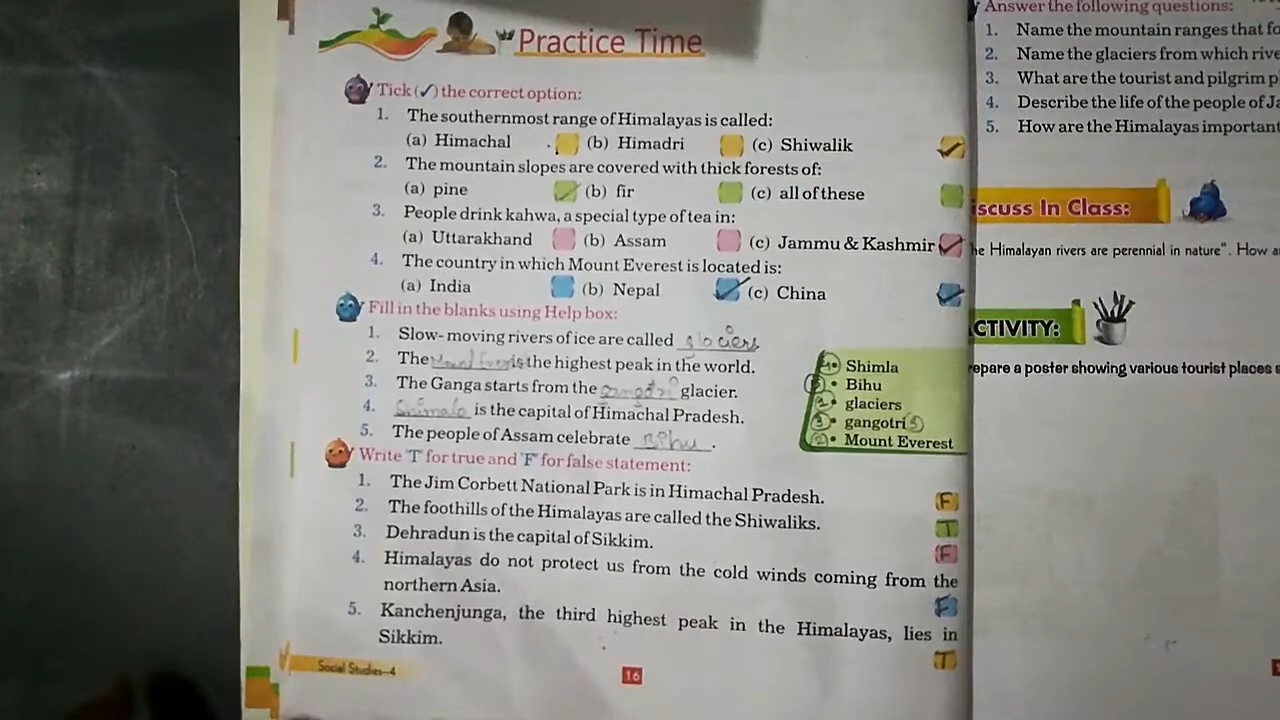 Practice Time
Tick (✓) the correct option:
1. The southernmost range of Himalayas is called:
(a) Himachal (b) Himadri (c) Shiwalik ✓
2. The mountain slopes are covered with thick forests of:
(a) pine ✓ (b) fir (c) all of these
3. People drink kahwa, a special type of tea in:
(a) Uttarakhand (b) Assam (c) Jammu & Kashmir ✓
4. The country in which Mount Everest is located is:
(a) India (b) Nepal ✓ (c) China ✓
Fill in the blanks using Help box:
1. Slow- moving rivers of ice are called glaciers
2. The Mount Everest is the highest peak in the world.
3. The Ganga starts from the gangotri glacier.
4. Shimala is the capital of Himachal Pradesh.
5. The people of Assam celebrate Bihu.
4 • Shimla
5 • Bihu
1 • glaciers
3 • gangotri 3
2 • Mount Everest
Write 'T' for true and 'F' for false statement:
1. The Jim Corbett National Park is in Himachal Pradesh. F
2. The foothills of the Himalayas are called the Shiwaliks. T
3. Dehradun is the capital of Sikkim. F
4. Himalayas do not protect us from the cold winds coming from the
northern Asia. F
5. Kanchenjunga, the third highest peak in the Himalayas, lies in
Sikkim. T
Social Studies-4
16
Answer the following questions:
1. Name the mountain ranges that fo
2. Name the glaciers from which rive
3. What are the tourist and pilgrim p
4. Describe the life of the people of Ja
5. How are the Himalayas important
iscuss In Class:
he Himalayan rivers are perennial in nature". How a
CTIVITY:
repare a poster showing various tourist places s